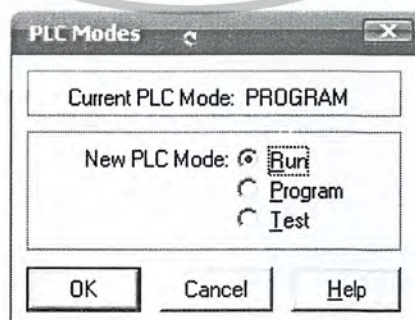 PLC Modes
Current PLC Mode: PROGRAM
New PLC Mode: Run
Program
Test
OK Cancel Help